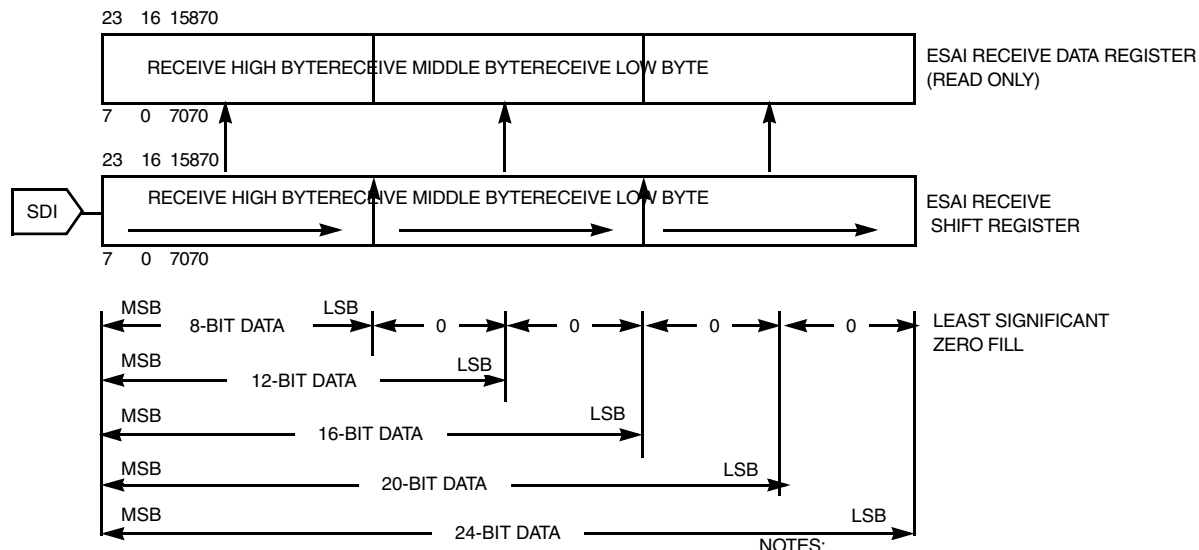 23 16 15870
RECEIVE HIGH BYTERECEIVE MIDDLE BYTERECEIVE LOW BYTE
ESAI RECEIVE DATA REGISTER
(READ ONLY)
7 0 7070
23 16 15870
SDI
RECEIVE HIGH BYTERECEIVE MIDDLE BYTERECEIVE LOW BYTE
ESAI RECEIVE
SHIFT REGISTER
7 0 7070
MSB LSB
8-BIT DATA 0 0 0 0
LEAST SIGNIFICANT
ZERO FILL
MSB LSB
12-BIT DATA
MSB LSB
16-BIT DATA
MSB LSB
20-BIT DATA
MSB LSB
24-BIT DATA
NOTES: